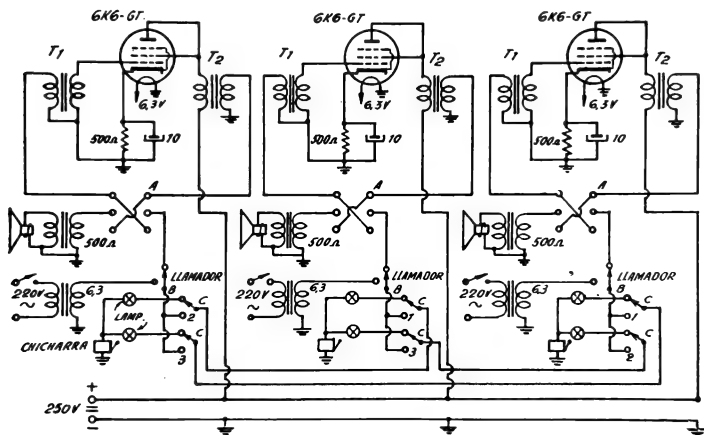 6K6-GT. 6K6-GT. 6K6-GT.
T1 T2 T1 T2 T1 T2
6,3V 6,3V 6,3V
500Ω 10 500Ω 10 500Ω 10
A A A
500Ω 500Ω 500Ω
LLAMADOR LLAMADOR LLAMADOR
220V ~ 6,3 B C 220V ~ 6,3 B C 220V ~ 6,3 B C
LAMP. 2 1 1
C C C
CHICHARRA 3 3 2
+
250V =
−